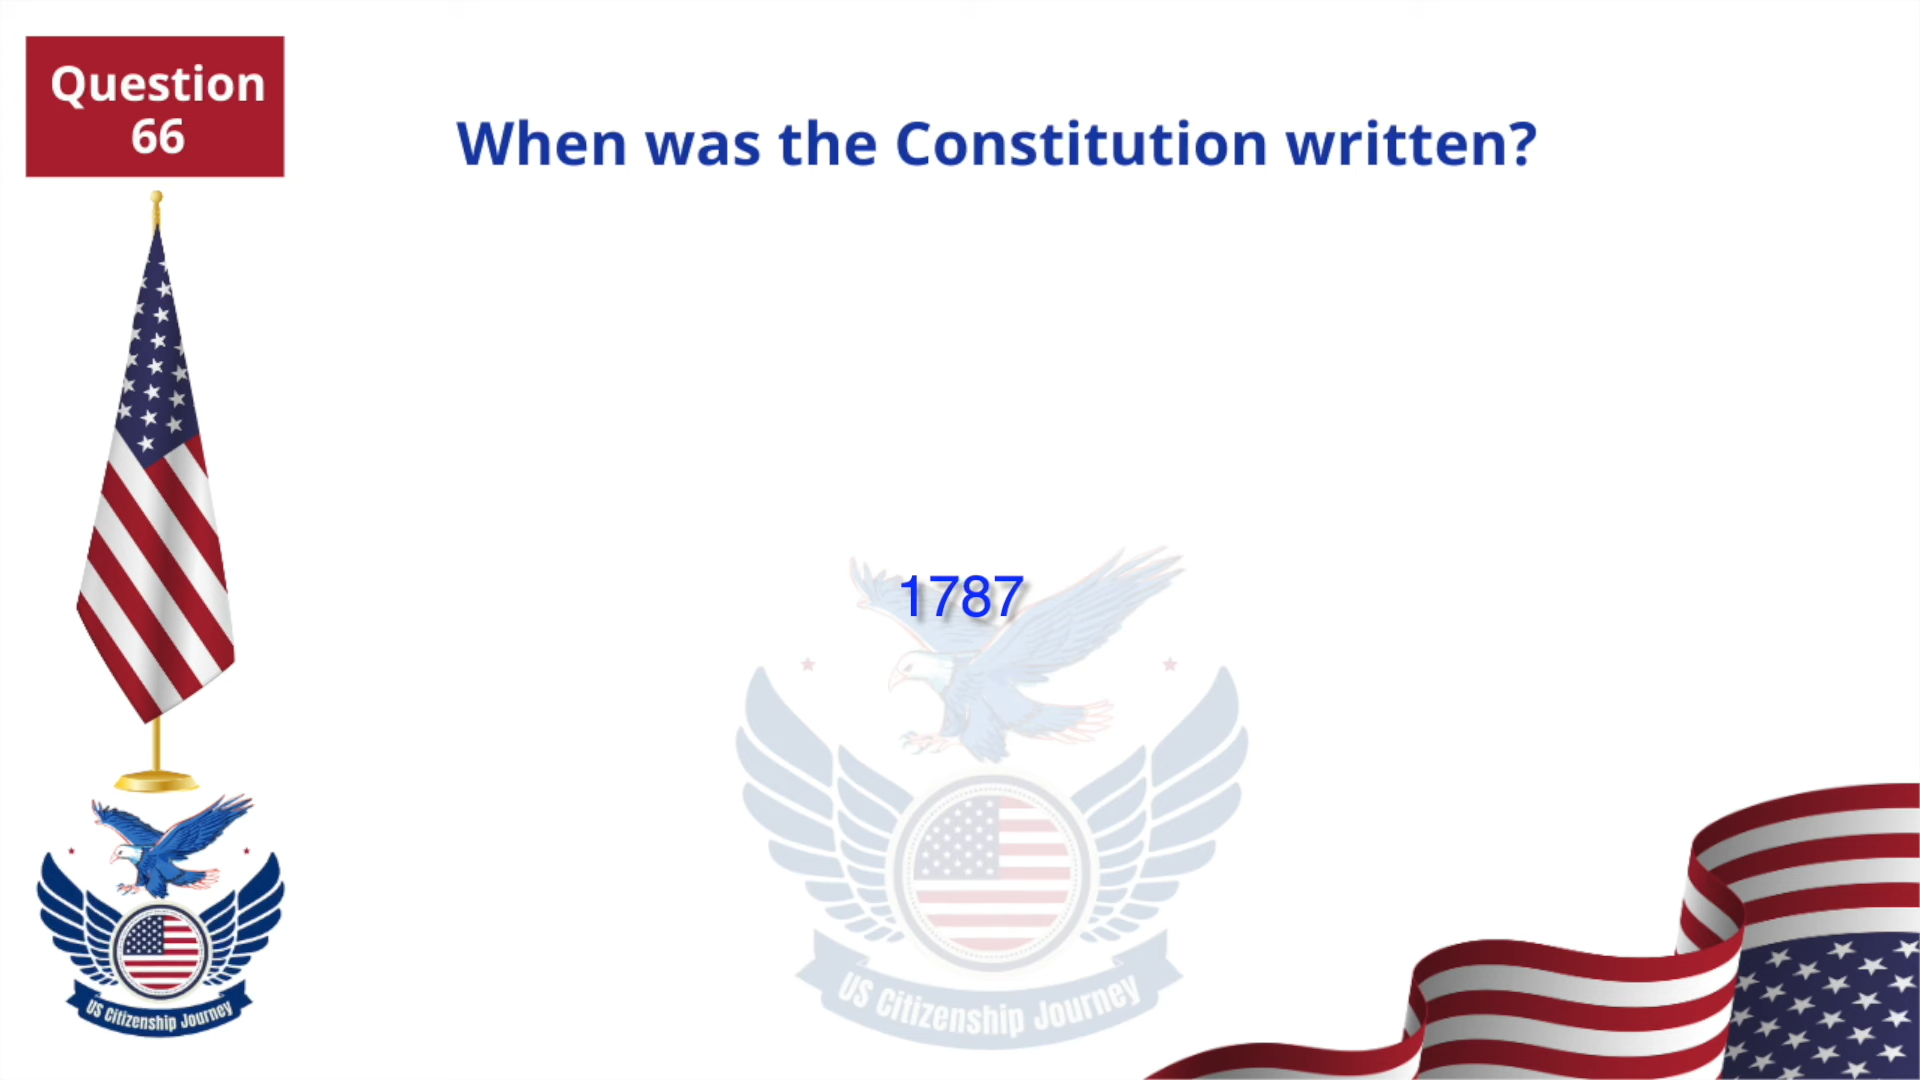 Question
66
When was the Constitution written?
1787
US Citizenship Journey
US Citizenship Journey